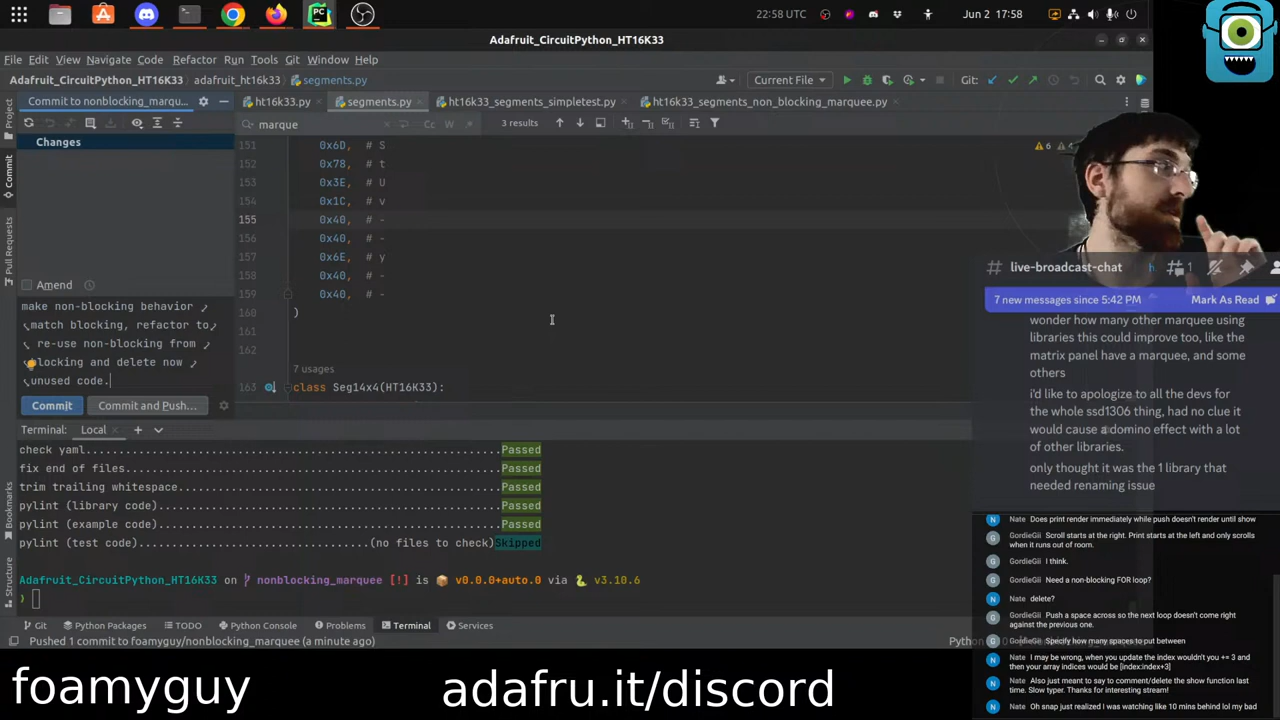 22:58 UTC
Jun 2 17:58
Adafruit_CircuitPython_HT16K33
File Edit View Navigate Code Refactor Run Tools Git Window Help
Adafruit_CircuitPython_HT16K33 adafruit_ht16k33 segments.py
Current File
Git:
Commit to nonblocking_marqu...
ht16k33.py segments.py ht16k33_segments_simpletest.py ht16k33_segments_non_blocking_marquee.py
marque
Cc W
3 results
Changes
Project
Commit
Pull Requests
Bookmarks
Structure
151 0x6D, # S
152 0x78, # t
153 0x3E, # U
154 0x1C, # v
155 0x40, # -
156 0x40, # -
157 0x6E, # y
158 0x40, # -
159 0x40, # -
160 )
161
162
7 usages
163 class Seg14x4(HT16K33):
6 4
Amend
make non-blocking behavior
match blocking, refactor to
re-use non-blocking from
locking and delete now
unused code.
Commit Commit and Push...
Terminal: Local
check yaml...............................................................Passed
fix end of files.........................................................Passed
trim trailing whitespace.................................................Passed
pylint (library code)....................................................Passed
pylint (example code)....................................................Passed
pylint (test code)...................................(no files to check)Skipped
Adafruit_CircuitPython_HT16K33 on nonblocking_marquee [!] is v0.0.0+auto.0 via v3.10.6
Git Python Packages TODO Python Console Problems Terminal Services
Pushed 1 commit to foamyguy/nonblocking_marquee (a minute ago)
# live-broadcast-chat
7 new messages since 5:42 PM Mark As Read
wonder how many other marquee using
libraries this could improve too, like the
matrix panel have a marquee, and some
others
i'd like to apologize to all the devs for
the whole ssd1306 thing, had no clue it
would cause a domino effect with a lot
of other libraries.
only thought it was the 1 library that
needed renaming issue
N Nate Does print render immediately while push doesn't render until show
G GordieGii Scroll starts at the right. Print starts at the left and only scrolls
when it runs out of room.
G GordieGii I think.
G GordieGii Need a non-blocking FOR loop?
N Nate delete?
G GordieGii Push a space across so the next loop doesn't come right
against the previous one.
G GordieGii Specify how many spaces to put between
N Nate I may be wrong, when you update the index wouldn't you += 3 and
then your array indices would be [index:index+3]
N Nate Also just meant to say to comment/delete the show function last
time. Slow typer. Thanks for interesting stream!
N Nate Oh snap just realized I was watching like 10 mins behind lol my bad
foamyguy adafru.it/discord